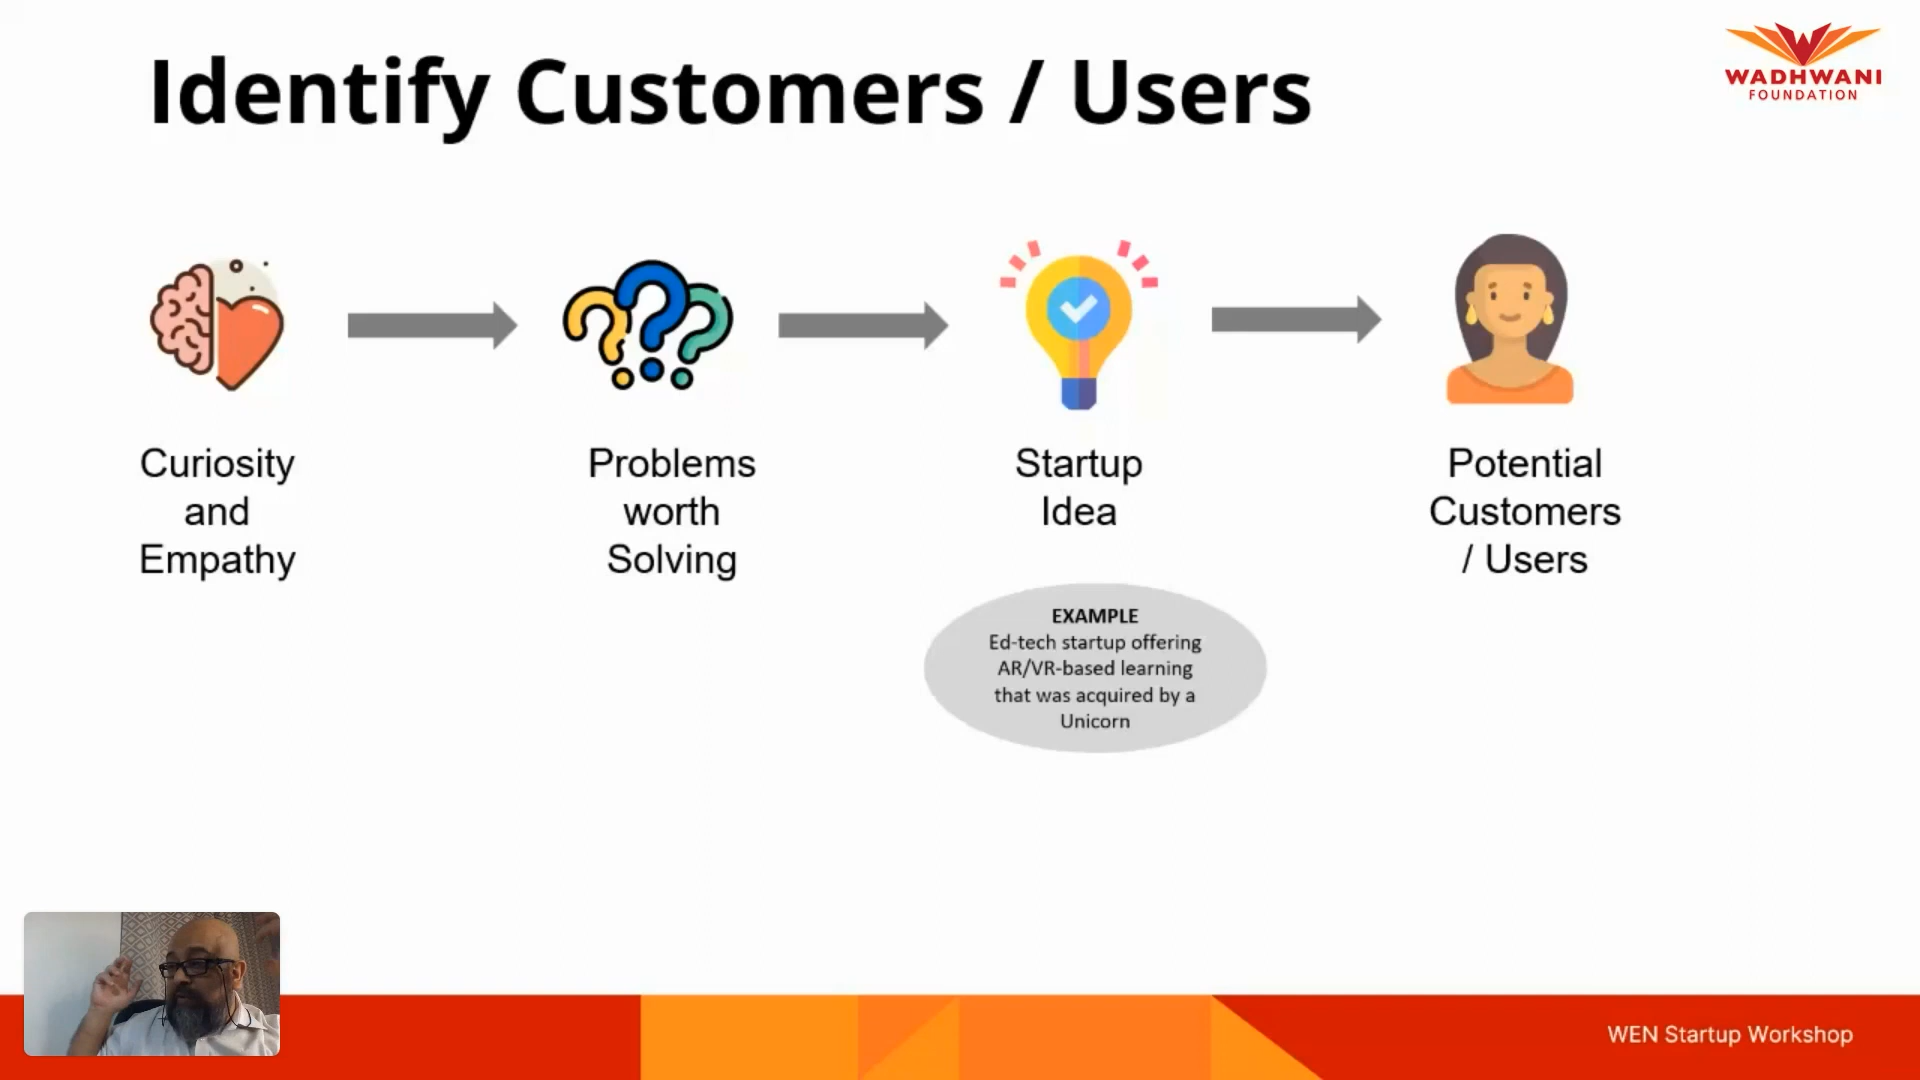 Identify Customers / Users
WADHWANI
FOUNDATION
Curiosity
and
Empathy
Problems
worth
Solving
Startup
Idea
Potential
Customers
/ Users
EXAMPLE
Ed-tech startup offering
AR/VR-based learning
that was acquired by a
Unicorn
WEN Startup Workshop